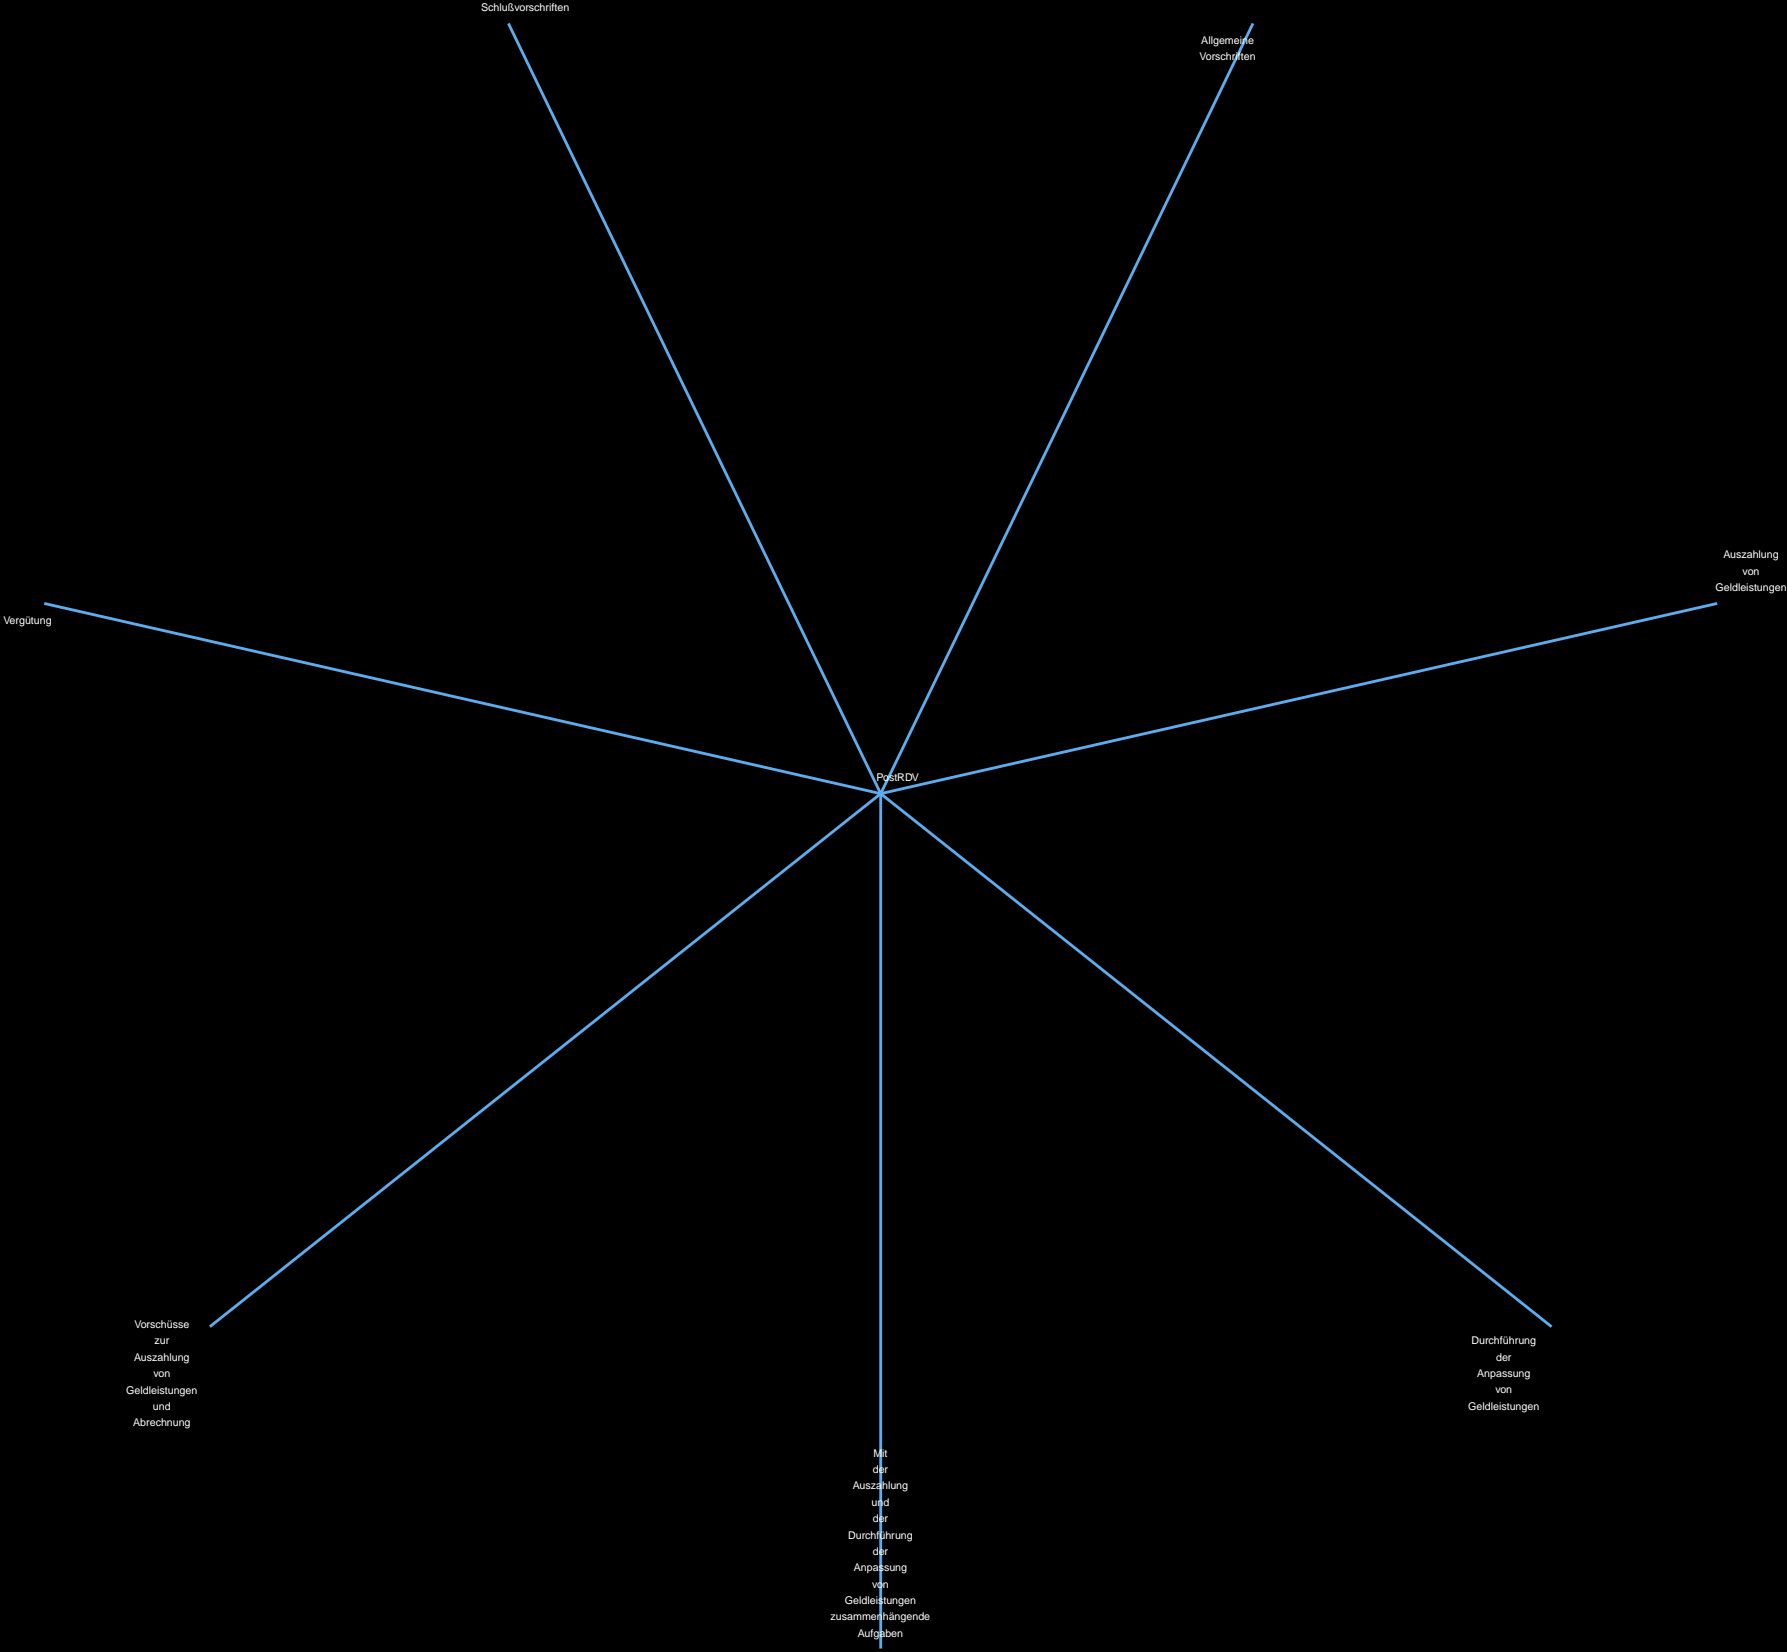 Schlußvorschriften
Allgemeine
Vorschriften
Auszahlung
von
Geldleistungen
Vergütung
PostRDV
Vorschüsse
zur
Auszahlung
von
Geldleistungen
und
Abrechnung
Durchführung
der
Anpassung
von
Geldleistungen
Mit
der
Auszahlung
und
der
Durchführung
der
Anpassung
von
Geldleistungen
zusammenhängende
Aufgaben